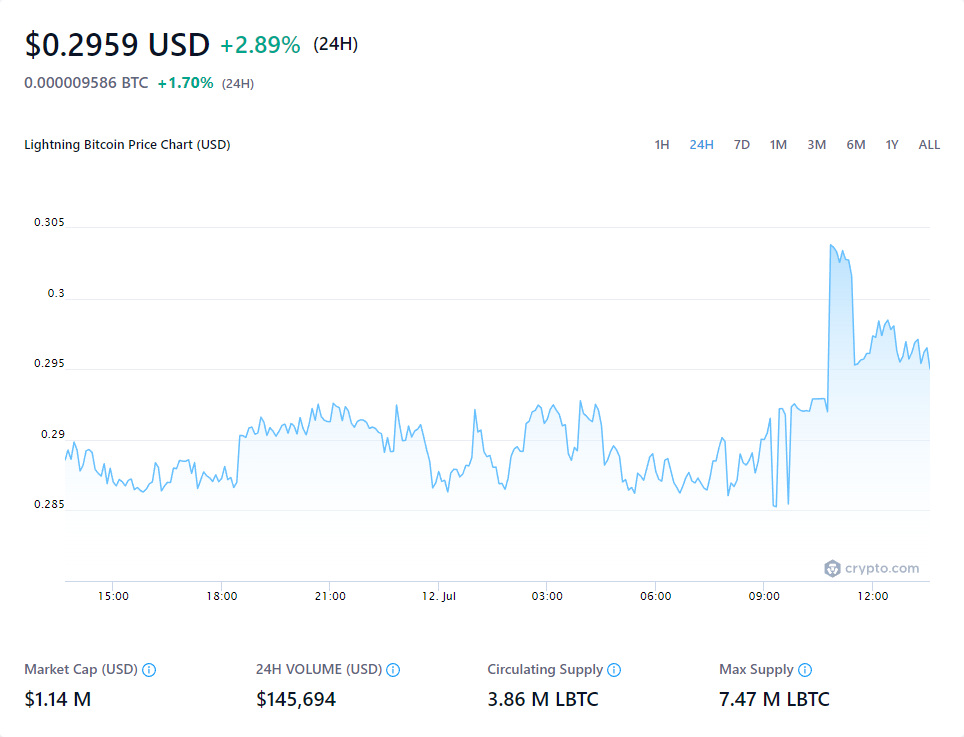 $0.2959 USD +2.89% (24H)
0.000009586 BTC +1.70% (24H)
Lightning Bitcoin Price Chart (USD) 1H 24H 7D 1M 3M 6M 1Y ALL
0.305
0.3
0.295
0.29
0.285
crypto.com
15:00 18:00 21:00 12. Jul 03:00 06:00 09:00 12:00
Market Cap (USD) 24H VOLUME (USD) Circulating Supply Max Supply
$1.14 M $145,694 3.86 M LBTC 7.47 M LBTC